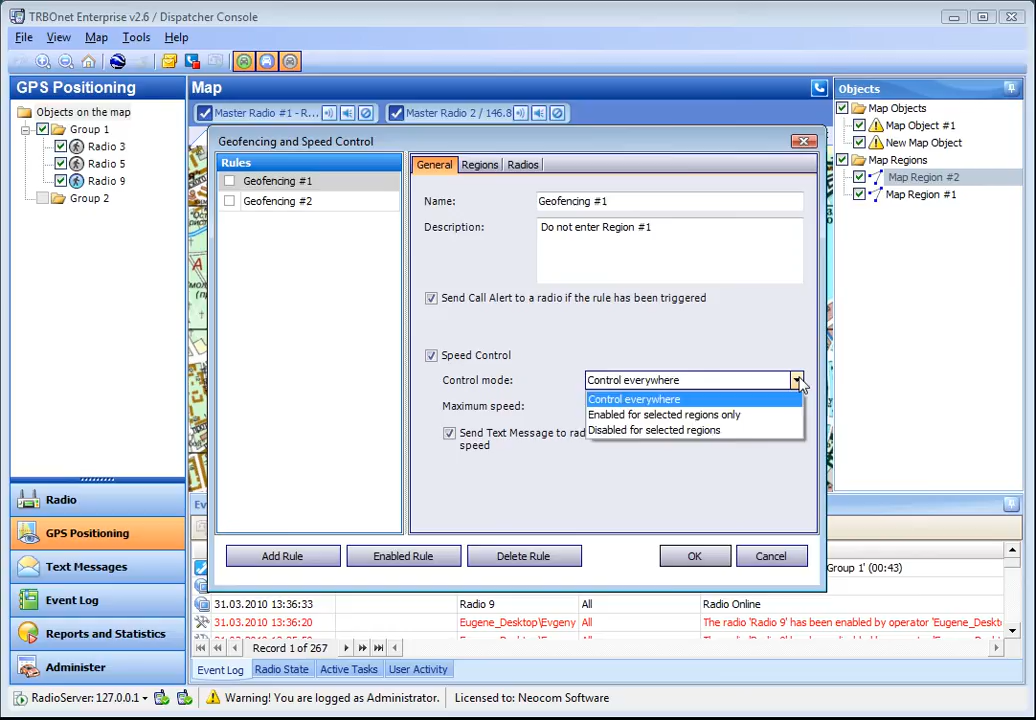 TRBOnet Enterprise v2.6 / Dispatcher Console
File View Map Tools Help
GPS Positioning
Map
Objects
Objects on the map
Group 1
Radio 3
Radio 5
Radio 9
Group 2
Master Radio #1 - R...
Master Radio 2 / 146.8
Map Objects
Map Object #1
New Map Object
Map Regions
Map Region #2
Map Region #1
Geofencing and Speed Control
Rules
Geofencing #1
Geofencing #2
General Regions Radios
Name: Geofencing #1
Description: Do not enter Region #1
Send Call Alert to a radio if the rule has been triggered
Speed Control
Control mode: Control everywhere
Control everywhere
Maximum speed: Enabled for selected regions only
Disabled for selected regions
Send Text Message to rad
speed
Add Rule Enabled Rule Delete Rule OK Cancel
Radio
GPS Positioning
Text Messages
Event Log
Reports and Statistics
Administer
Ev
Group 1' (00:43)
31.03.2010 13:36:33 Radio 9 All Radio Online
31.03.2010 13:36:20 Eugene_Desktop\Evgeny All The radio 'Radio 9' has been enabled by operator 'Eugene_Deskt
Record 1 of 267
Event Log Radio State Active Tasks User Activity
RadioServer: 127.0.0.1 Warning! You are logged as Administrator. Licensed to: Neocom Software